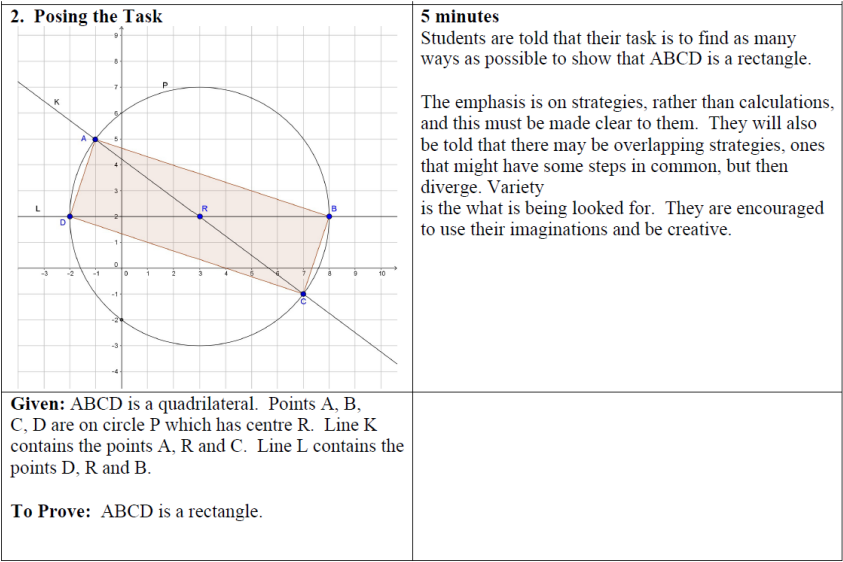 2. Posing the Task
9
8
P
7
K
6
A
5
4
3
L
R
B
2
D
1
0
-3
-2
-1
0
1
2
3
4
5
6
7
8
9
10
-1
C
-2
-3
-4
5 minutes
Students are told that their task is to find as many
ways as possible to show that ABCD is a rectangle.
The emphasis is on strategies, rather than calculations,
and this must be made clear to them. They will also
be told that there may be overlapping strategies, ones
that might have some steps in common, but then
diverge. Variety
is the what is being looked for. They are encouraged
to use their imaginations and be creative.
Given: ABCD is a quadrilateral. Points A, B,
C, D are on circle P which has centre R. Line K
contains the points A, R and C. Line L contains the
points D, R and B.
To Prove: ABCD is a rectangle.